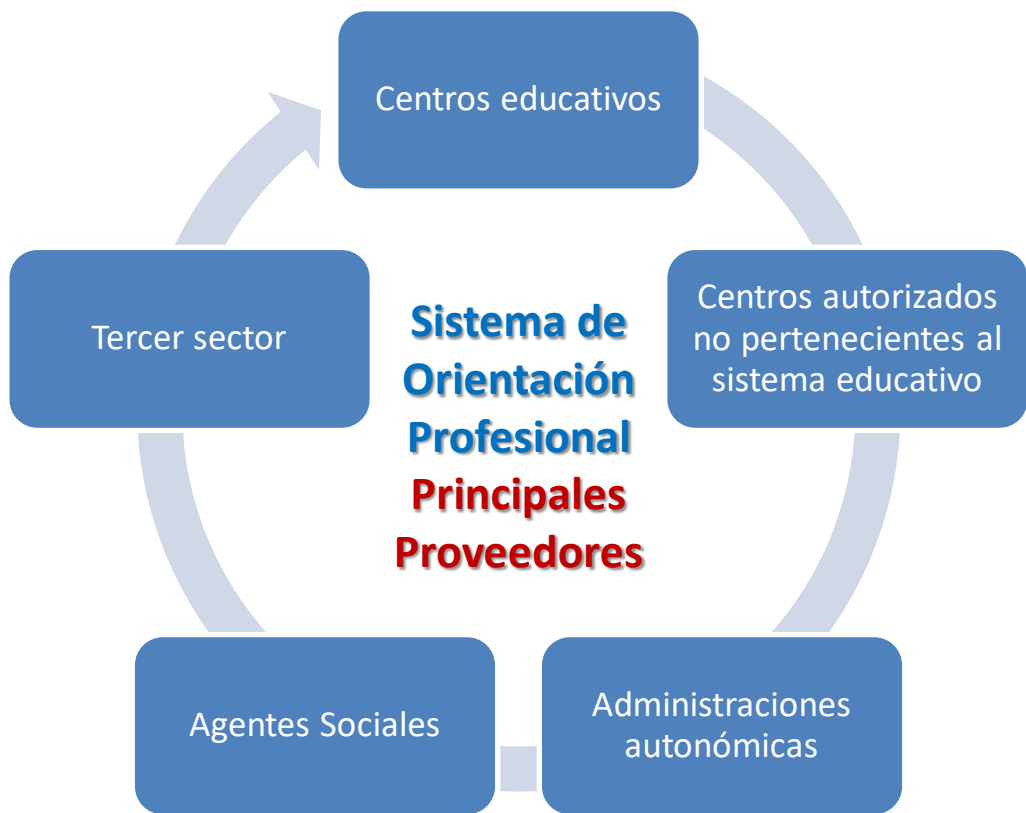 Centros educativos
Centros autorizados
no pertenecientes al
sistema educativo
Tercer sector
Sistema de
Orientación
Profesional
Principales
Proveedores
Agentes Sociales
Administraciones
autonómicas